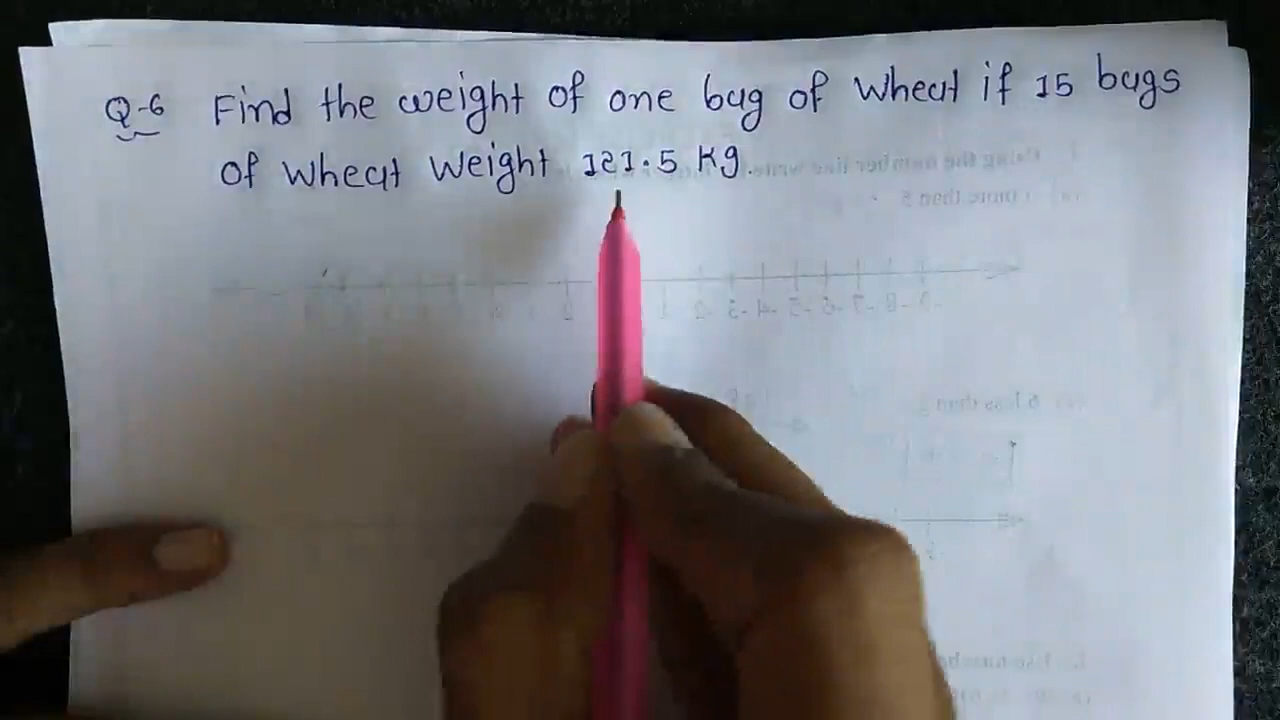 Q-6 Find the weight of one bag of wheat if 15 bags
of wheat weight 121.5 Kg.